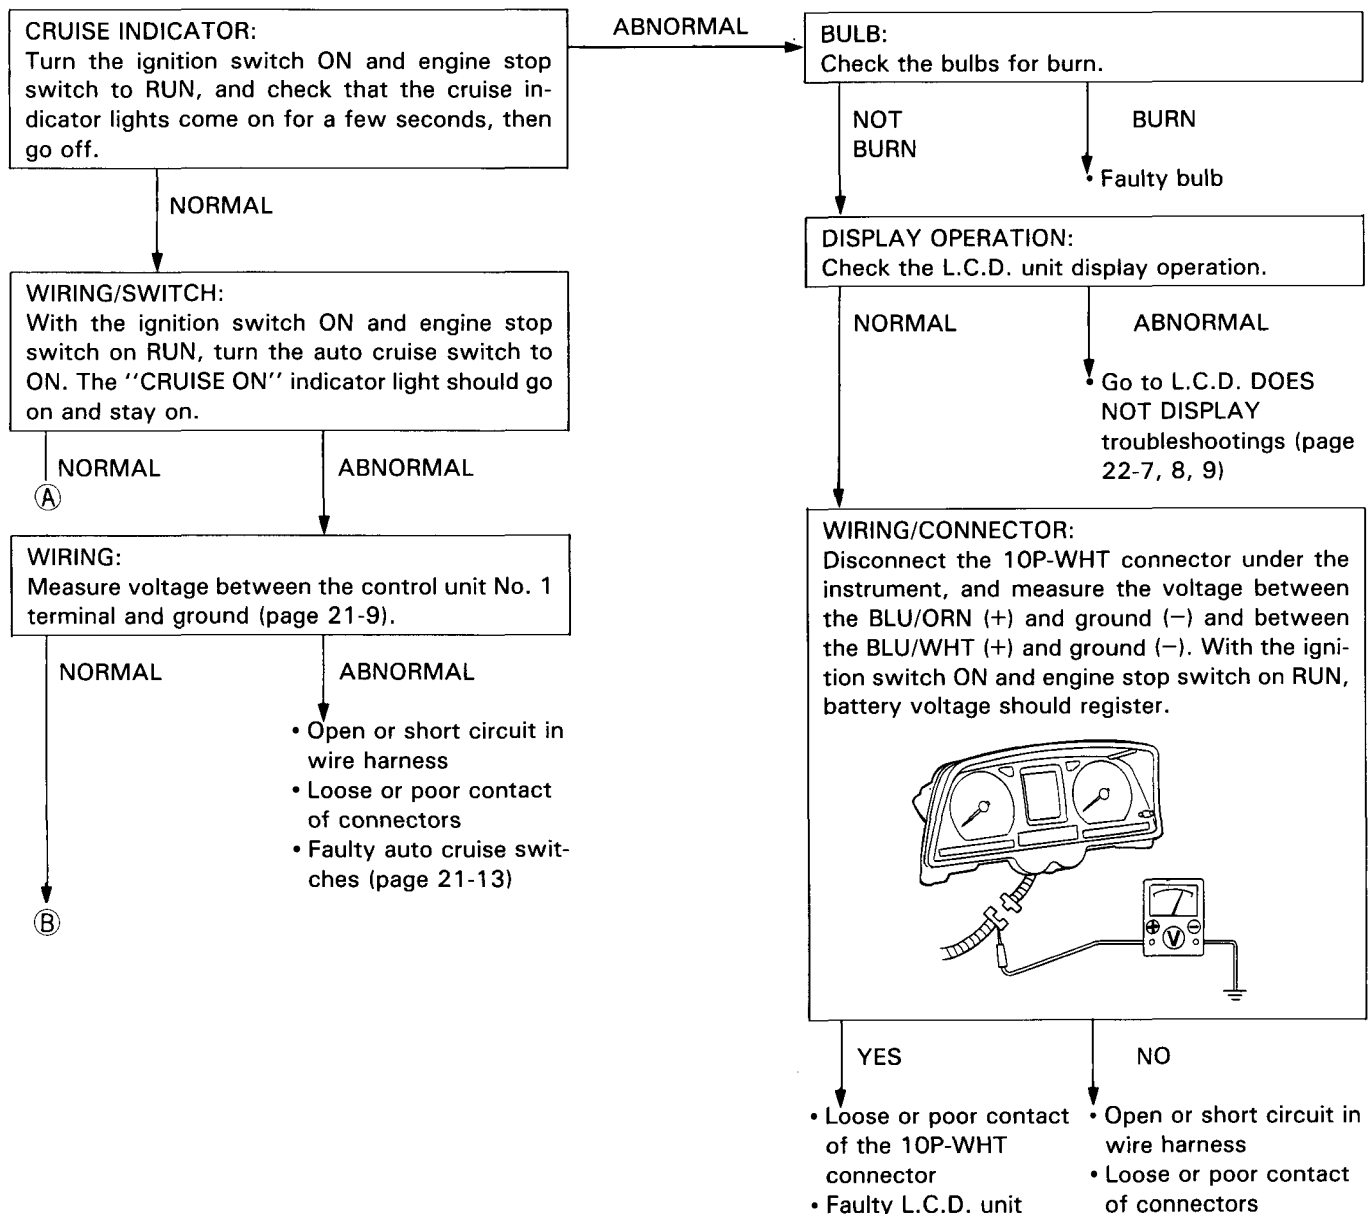 CRUISE INDICATOR:
Turn the ignition switch ON and engine stop
switch to RUN, and check that the cruise in-
dicator lights come on for a few seconds, then
go off.
ABNORMAL
BULB:
Check the bulbs for burn.
NOT
BURN
BURN
• Faulty bulb
NORMAL
DISPLAY OPERATION:
Check the L.C.D. unit display operation.
NORMAL
ABNORMAL
• Go to L.C.D. DOES
NOT DISPLAY
troubleshootings (page
22-7, 8, 9)
WIRING/SWITCH:
With the ignition switch ON and engine stop
switch on RUN, turn the auto cruise switch to
ON. The ''CRUISE ON'' indicator light should go
on and stay on.
NORMAL
Ⓐ
ABNORMAL
WIRING:
Measure voltage between the control unit No. 1
terminal and ground (page 21-9).
NORMAL
Ⓑ
ABNORMAL
• Open or short circuit in
wire harness
• Loose or poor contact
of connectors
• Faulty auto cruise swit-
ches (page 21-13)
WIRING/CONNECTOR:
Disconnect the 10P-WHT connector under the
instrument, and measure the voltage between
the BLU/ORN (+) and ground (−) and between
the BLU/WHT (+) and ground (−). With the igni-
tion switch ON and engine stop switch on RUN,
battery voltage should register.
⊕ ⊖
V
YES
• Loose or poor contact
of the 10P-WHT
connector
• Faulty L.C.D. unit
NO
• Open or short circuit in
wire harness
• Loose or poor contact
of connectors